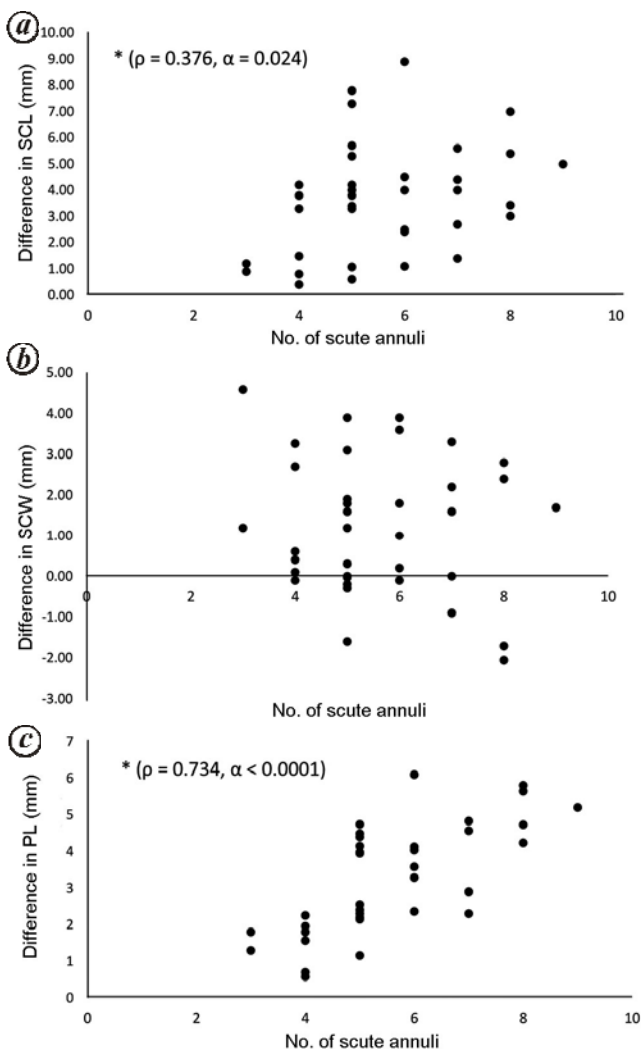 a
* (ρ = 0.376, α = 0.024)
Difference in SCL (mm)
10.00
9.00
8.00
7.00
6.00
5.00
4.00
3.00
2.00
1.00
0.00
0 2 4 6 8 10
No. of scute annuli
b
Difference in SCW (mm)
5.00
4.00
3.00
2.00
1.00
0.00
-1.00
-2.00
-3.00
0 2 4 6 8 10
No. of scute annuli
c
* (ρ = 0.734, α < 0.0001)
Difference in PL (mm)
7
6
5
4
3
2
1
0
0 2 4 6 8 10
No. of scute annuli